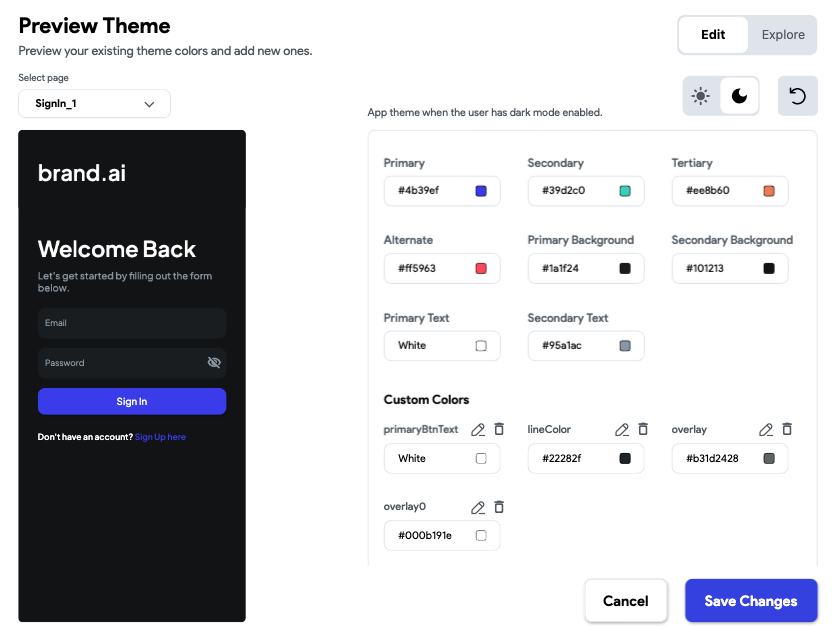 Preview Theme
Preview your existing theme colors and add new ones.
Edit
Explore
Select page
SignIn_1
App theme when the user has dark mode enabled.
brand.ai
Welcome Back
Let's get started by filling out the form
below.
Email
Password
Sign In
Don't have an account? Sign Up here
Primary
Secondary
Tertiary
#4b39ef
#39d2c0
#ee8b60
Alternate
Primary Background
Secondary Background
#ff5963
#1a1f24
#101213
Primary Text
Secondary Text
White
#95a1ac
Custom Colors
primaryBtnText
lineColor
overlay
White
#22282f
#b31d2428
overlay0
#000b191e
Cancel
Save Changes